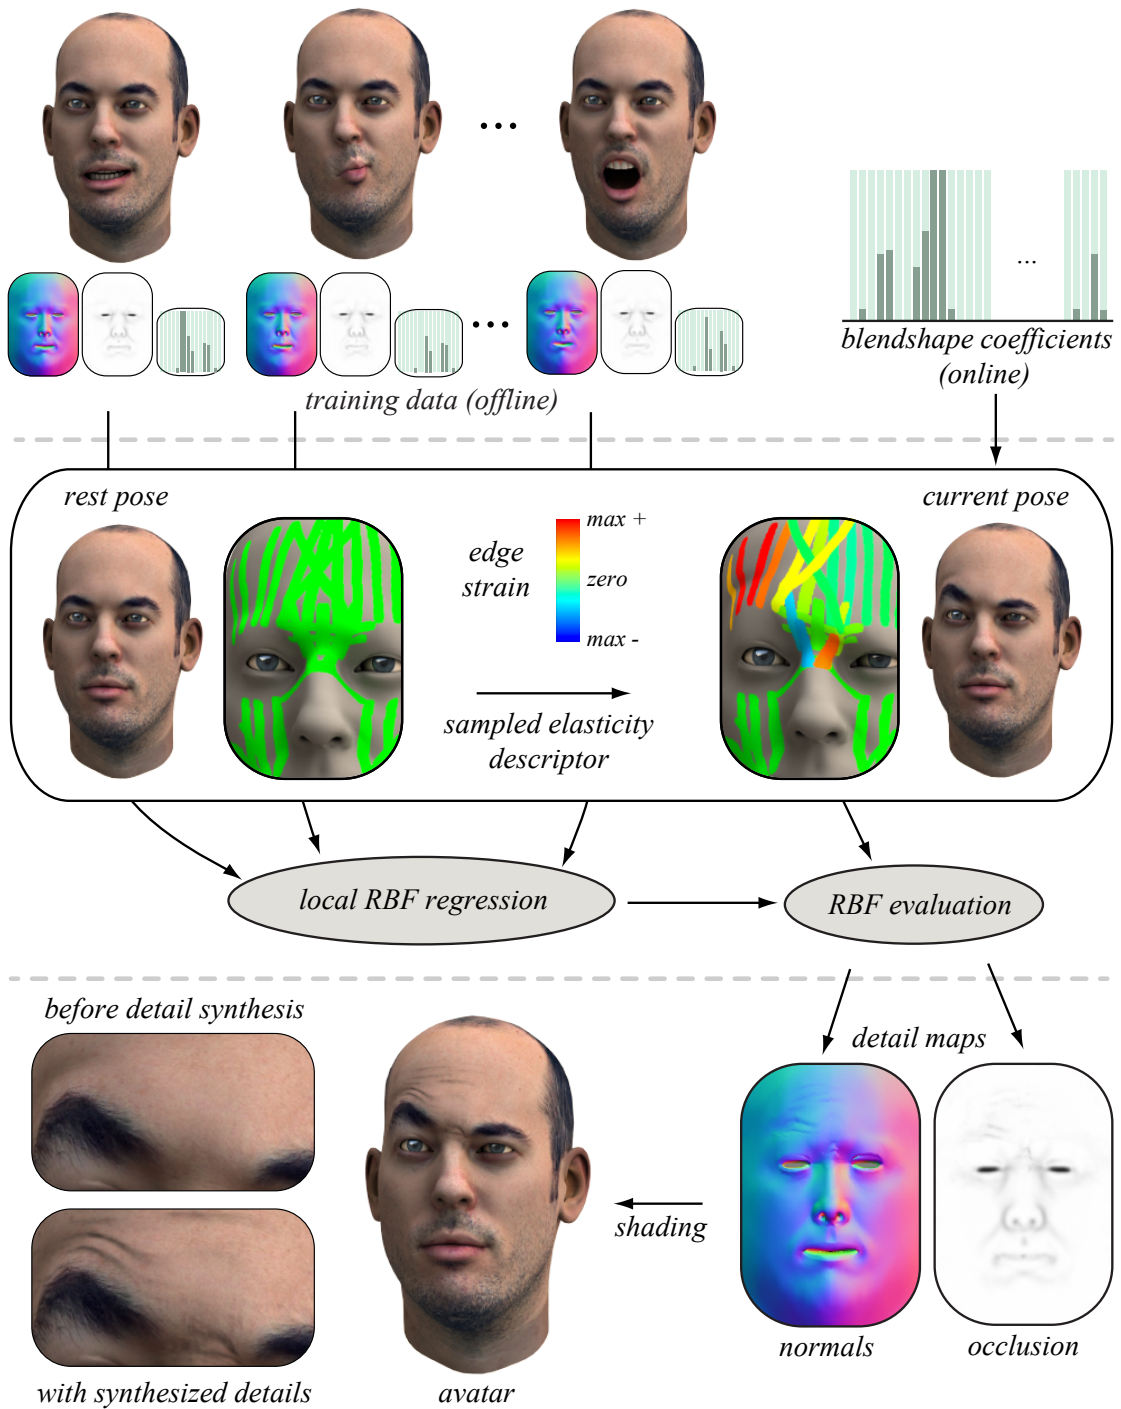 ...
...
...
blendshape coefficients
(online)
training data (offline)
rest pose
current pose
edge
strain
max +
zero
max -
sampled elasticity
descriptor
local RBF regression
RBF evaluation
before detail synthesis
detail maps
shading
normals
occlusion
with synthesized details
avatar